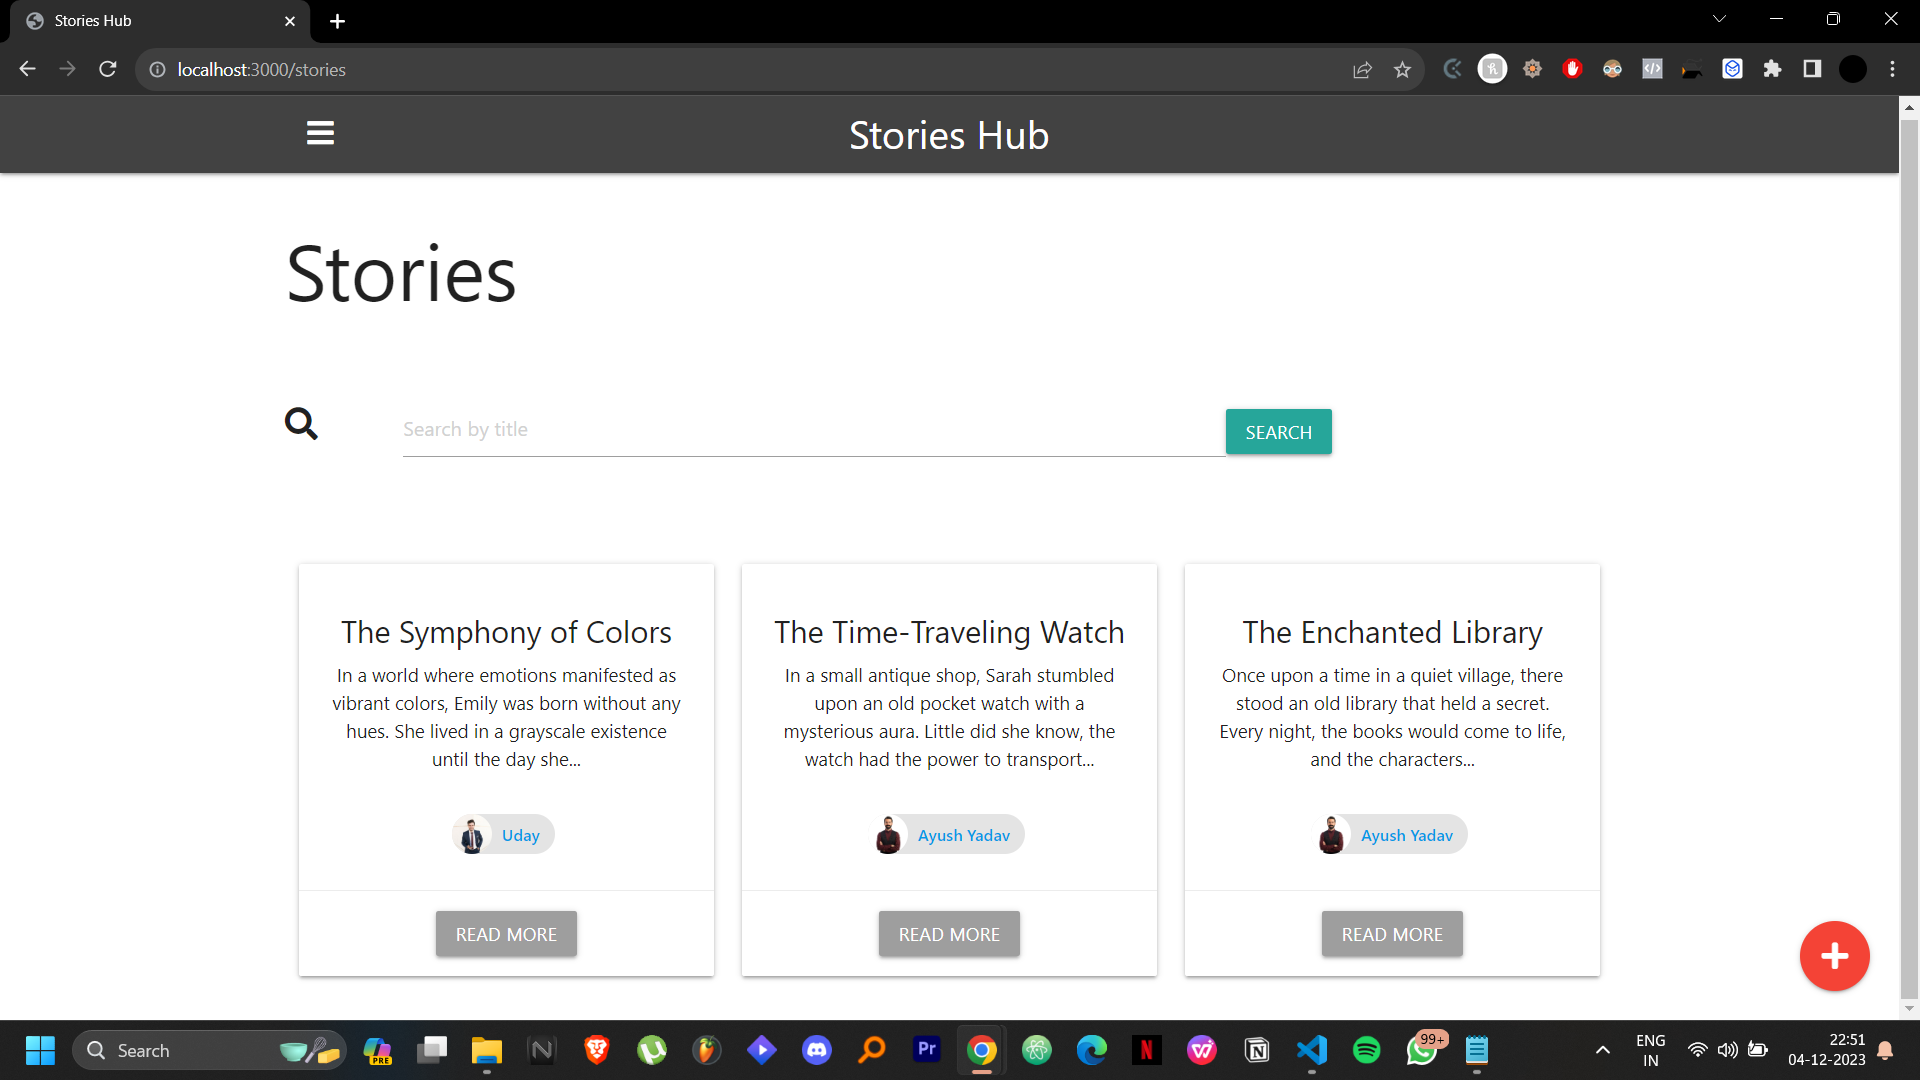 Stories Hub
localhost:3000/stories
Stories Hub
Stories
Search by title
SEARCH
The Symphony of Colors
In a world where emotions manifested as
vibrant colors, Emily was born without any
hues. She lived in a grayscale existence
until the day she...
Uday
READ MORE
The Time-Traveling Watch
In a small antique shop, Sarah stumbled
upon an old pocket watch with a
mysterious aura. Little did she know, the
watch had the power to transport...
Ayush Yadav
READ MORE
The Enchanted Library
Once upon a time in a quiet village, there
stood an old library that held a secret.
Every night, the books would come to life,
and the characters...
Ayush Yadav
READ MORE
Search
PRE
Pr
99+
ENG
IN
22:51
04-12-2023